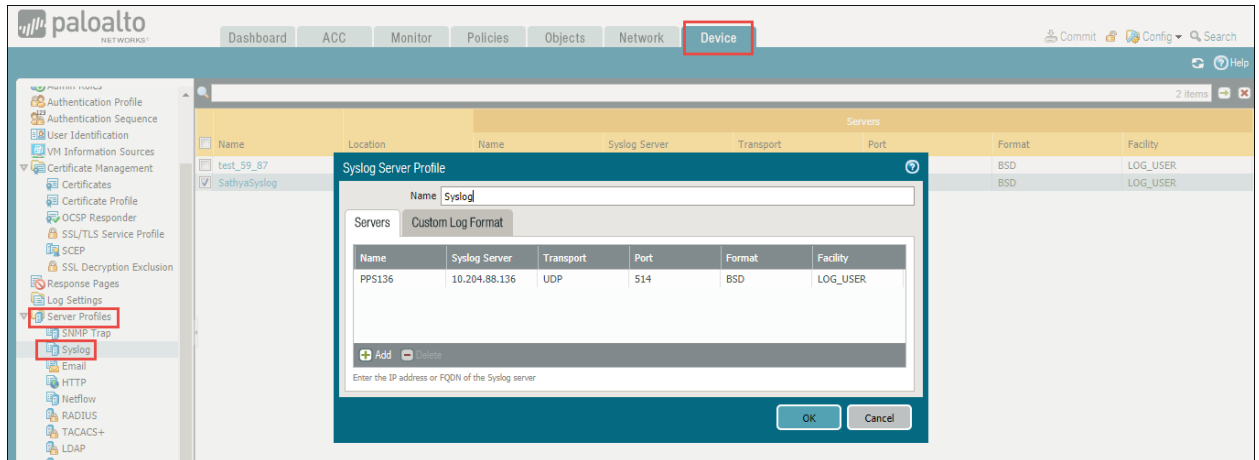 paloalto
NETWORKS
Dashboard ACC Monitor Policies Objects Network Device
Commit Config Search
Help
Admin Roles
Authentication Profile
Authentication Sequence
User Identification
VM Information Sources
Certificate Management
Certificates
Certificate Profile
OCSP Responder
SSL/TLS Service Profile
SCEP
SSL Decryption Exclusion
Response Pages
Log Settings
Server Profiles
SNMP Trap
Syslog
Email
HTTP
Netflow
RADIUS
TACACS+
LDAP
2 items
Servers
Name Location Name Syslog Server Transport Port Format Facility
test_59_87 BSD LOG_USER
SathyaSyslog BSD LOG_USER
Syslog Server Profile
Name Syslog
Servers Custom Log Format
Name Syslog Server Transport Port Format Facility
PPS136 10.204.88.136 UDP 514 BSD LOG_USER
Add Delete
Enter the IP address or FQDN of the Syslog server
OK Cancel